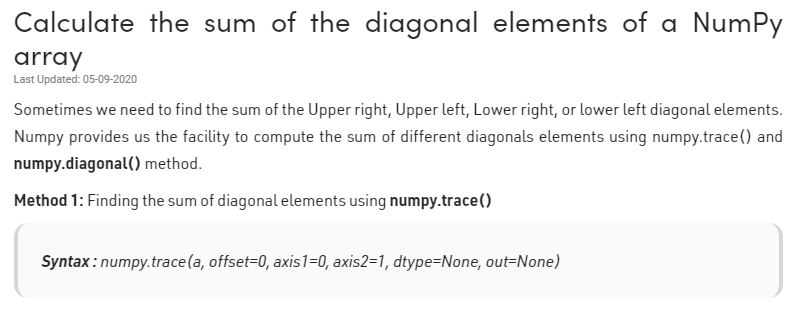 Calculate the sum of the diagonal elements of a NumPy
array
Last Updated: 05-09-2020
Sometimes we need to find the sum of the Upper right, Upper left, Lower right, or lower left diagonal elements.
Numpy provides us the facility to compute the sum of different diagonals elements using numpy.trace() and
numpy.diagonal() method.
Method 1: Finding the sum of diagonal elements using numpy.trace()
Syntax : numpy.trace(a, offset=0, axis1=0, axis2=1, dtype=None, out=None)